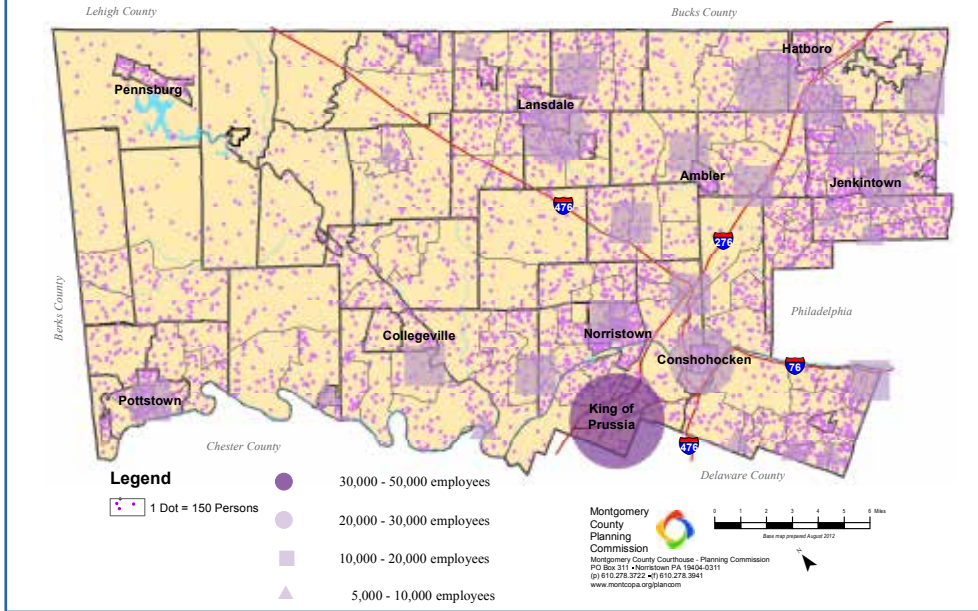 Lehigh County
Bucks County
Hatboro
Pennsburg
Lansdale
Ambler
Jenkintown
476
276
Berks County
Philadelphia
Collegeville
Norristown
Conshohocken
76
Pottstown
King of
Prussia
Chester County
476
Delaware County
Legend
1 Dot = 150 Persons
30,000 - 50,000 employees
20,000 - 30,000 employees
10,000 - 20,000 employees
5,000 - 10,000 employees
Montgomery
County
Planning
Commission
Montgomery County Courthouse - Planning Commission
PO Box 311 • Norristown PA 19404-0311
(p) 610.278.3722 •(f) 610.278.3941
www.montcopa.org/plancom
0 1 2 3 4 5 6 Miles
Base map prepared August 2012